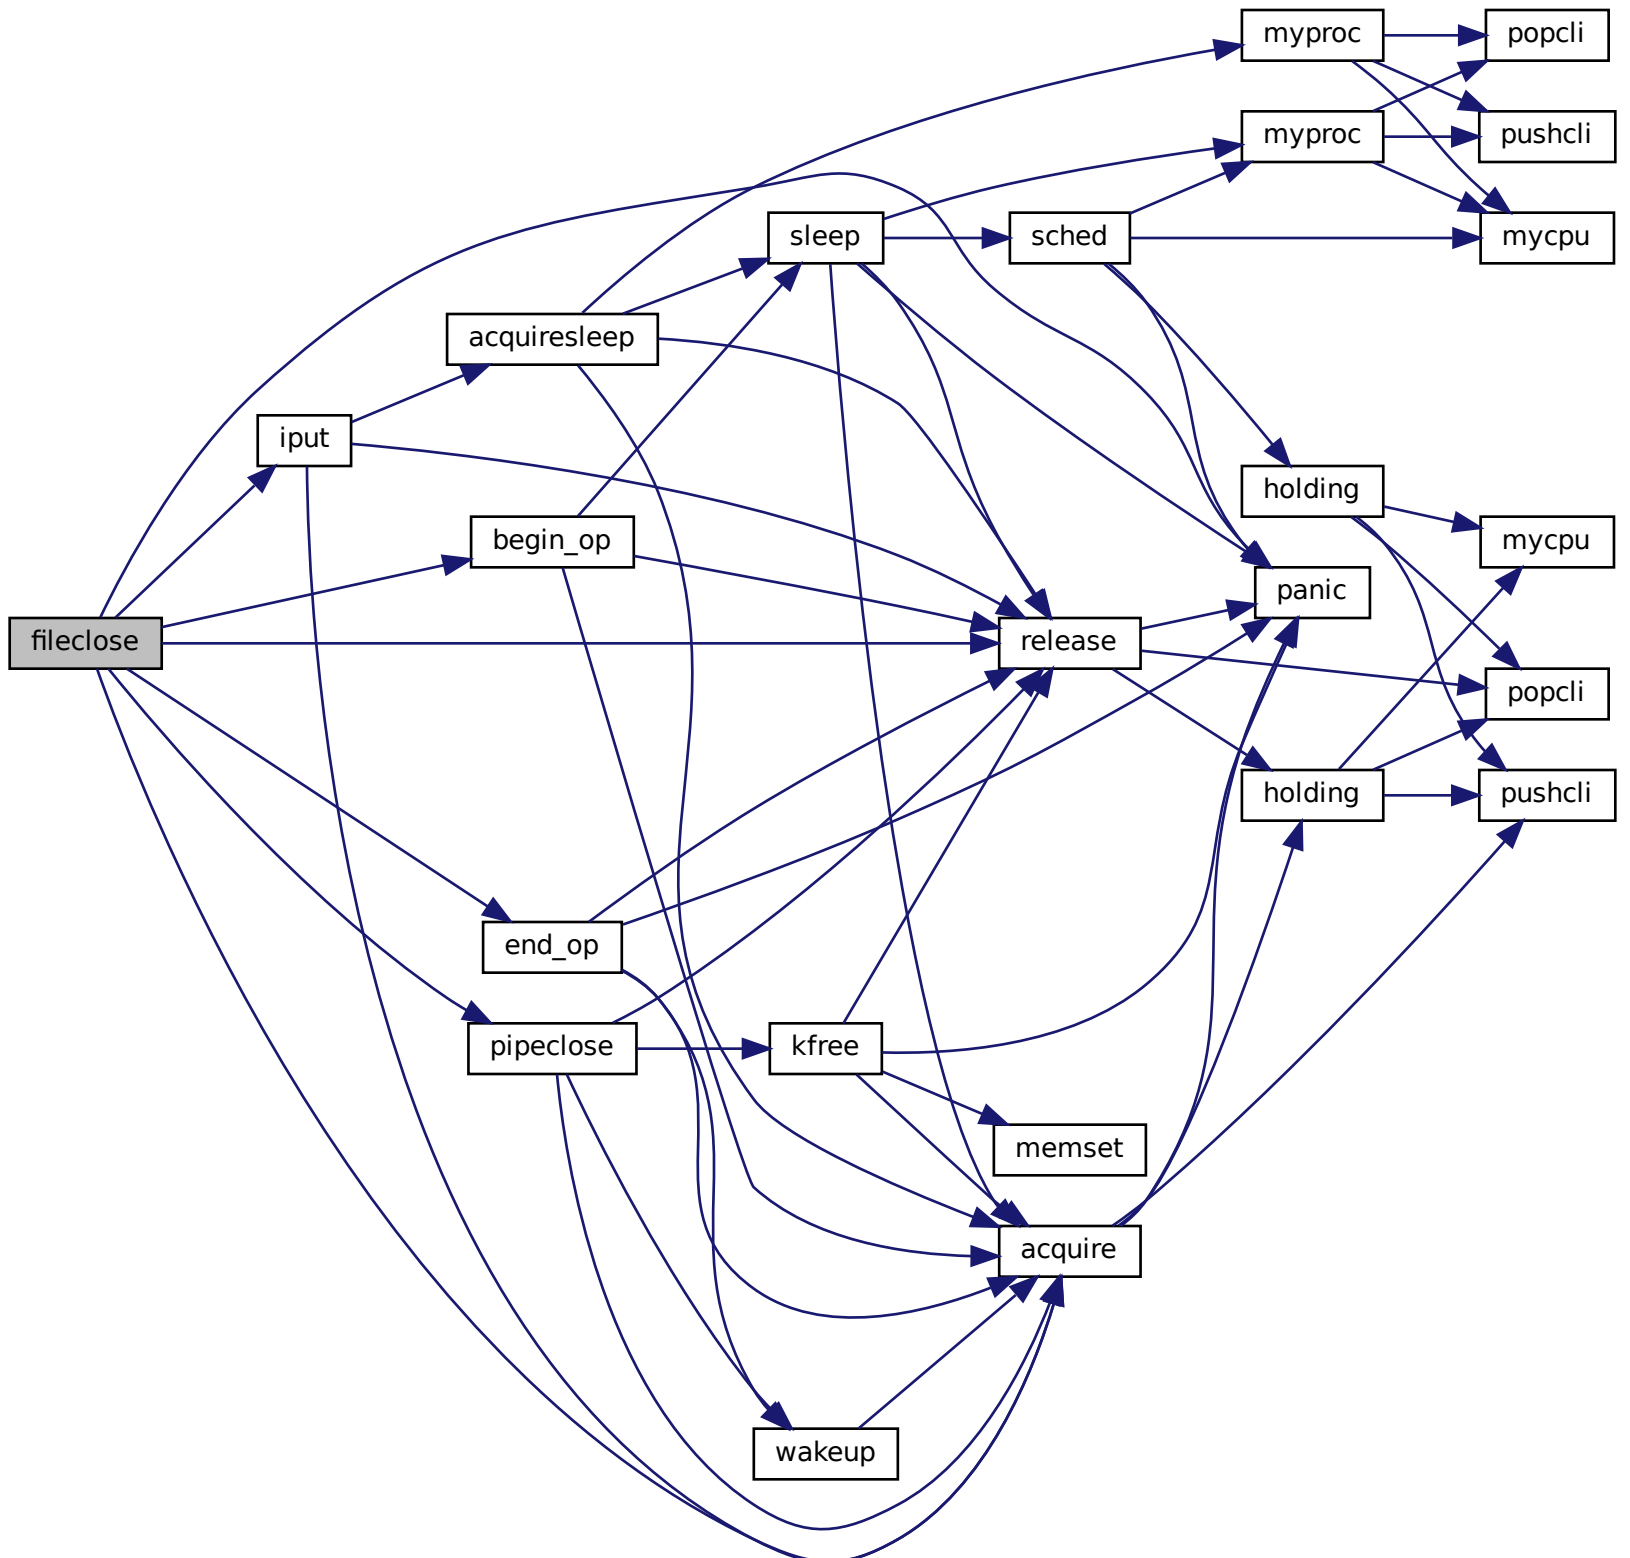 myproc
popcli
myproc
pushcli
sleep
sched
mycpu
acquiresleep
iput
holding
begin_op
mycpu
panic
fileclose
release
popcli
holding
pushcli
end_op
pipeclose
kfree
memset
acquire
wakeup